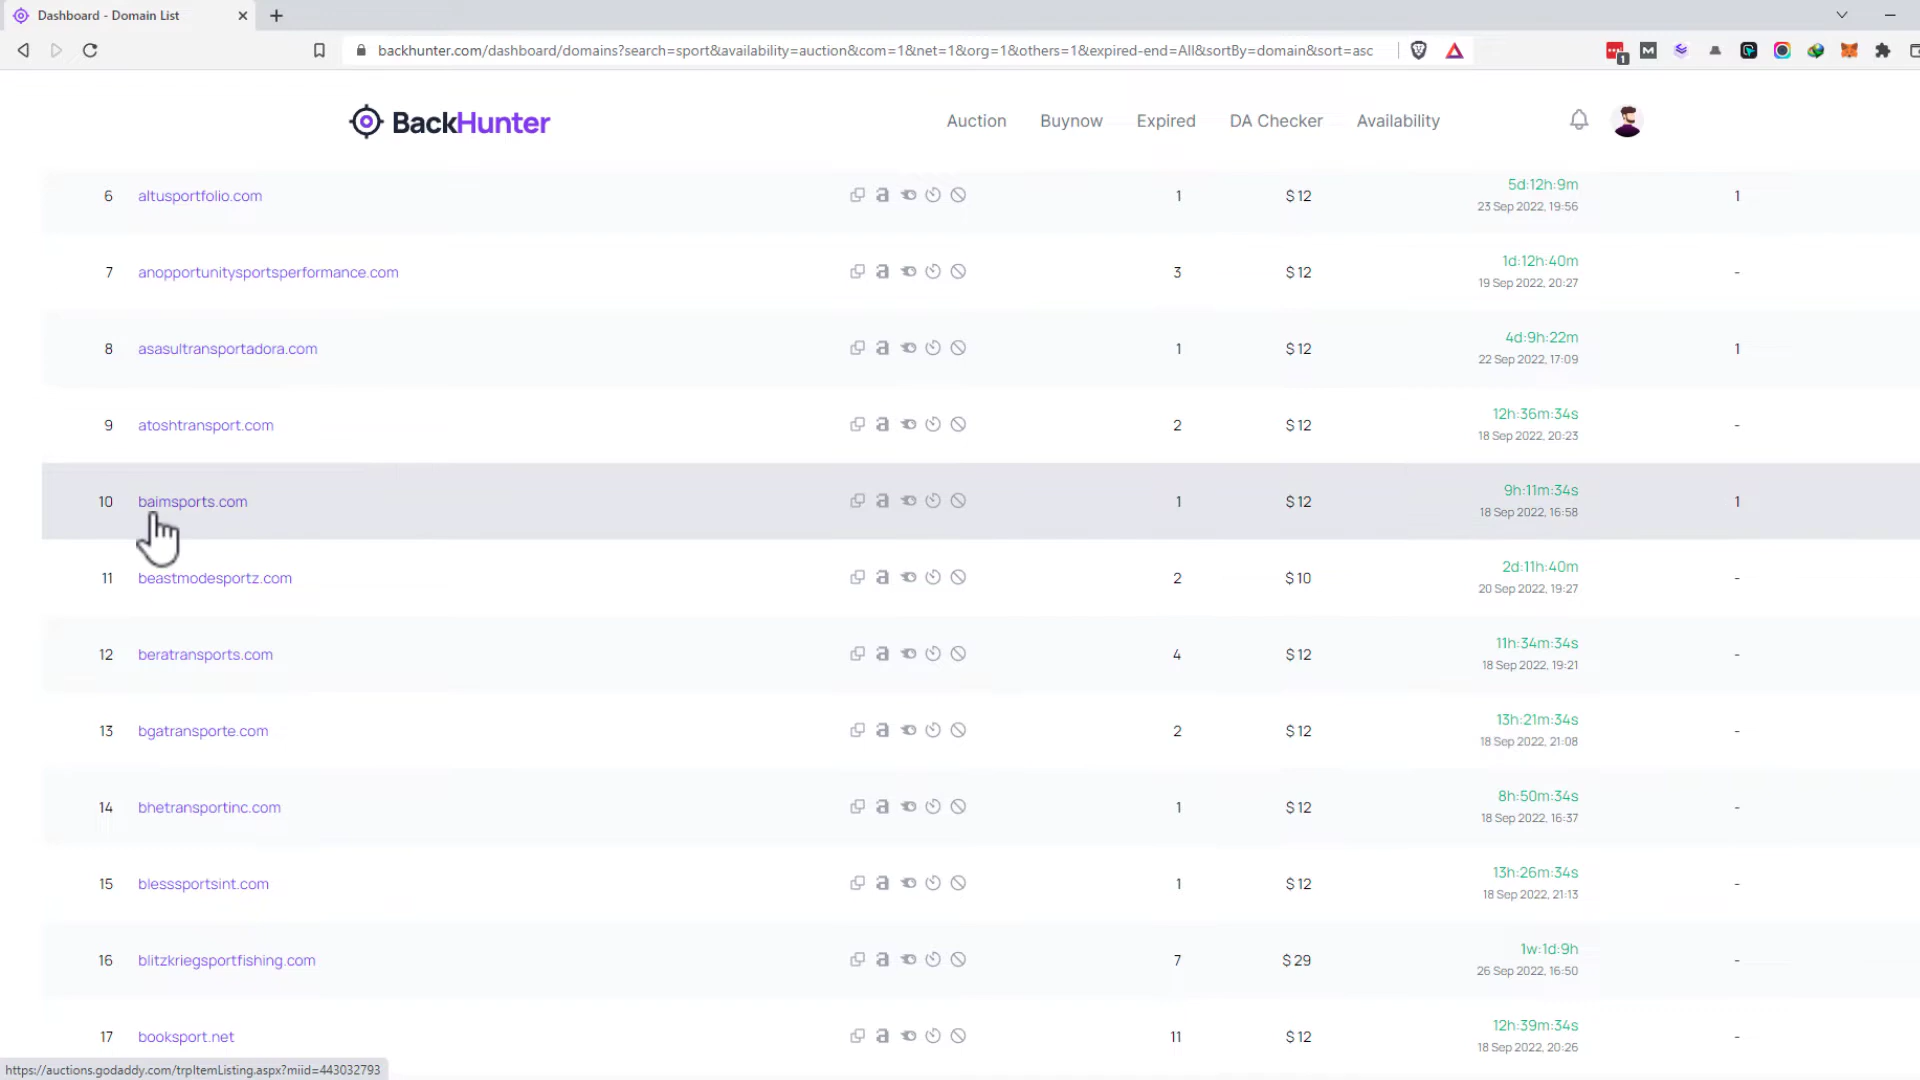 Dashboard - Domain List
backhunter.com/dashboard/domains?search=sport&availability=auction&com=1&net=1&org=1&others=1&expired-end=All&sortBy=domain&sort=asc
1
BackHunter
Auction Buynow Expired DA Checker Availability
6 altusportfolio.com 1 $ 12 5d:12h:9m 1
23 Sep 2022, 19:56
7 anopportunitysportsperformance.com 3 $ 12 1d:12h:40m -
19 Sep 2022, 20:27
8 asasultransportadora.com 1 $ 12 4d:9h:22m 1
22 Sep 2022, 17:09
9 atoshtransport.com 2 $ 12 12h:36m:34s -
18 Sep 2022, 20:23
10 baimsports.com 1 $ 12 9h:11m:34s 1
18 Sep 2022, 16:58
11 beastmodesportz.com 2 $ 10 2d:11h:40m -
20 Sep 2022, 19:27
12 beratransports.com 4 $ 12 11h:34m:34s -
18 Sep 2022, 19:21
13 bgatransporte.com 2 $ 12 13h:21m:34s -
18 Sep 2022, 21:08
14 bhetransportinc.com 1 $ 12 8h:50m:34s -
18 Sep 2022, 16:37
15 blesssportsint.com 1 $ 12 13h:26m:34s -
18 Sep 2022, 21:13
16 blitzkriegsportfishing.com 7 $ 29 1w:1d:9h -
26 Sep 2022, 16:50
17 booksport.net 11 $ 12 12h:39m:34s -
18 Sep 2022, 20:26
https://auctions.godaddy.com/trpItemListing.aspx?miid=443032793